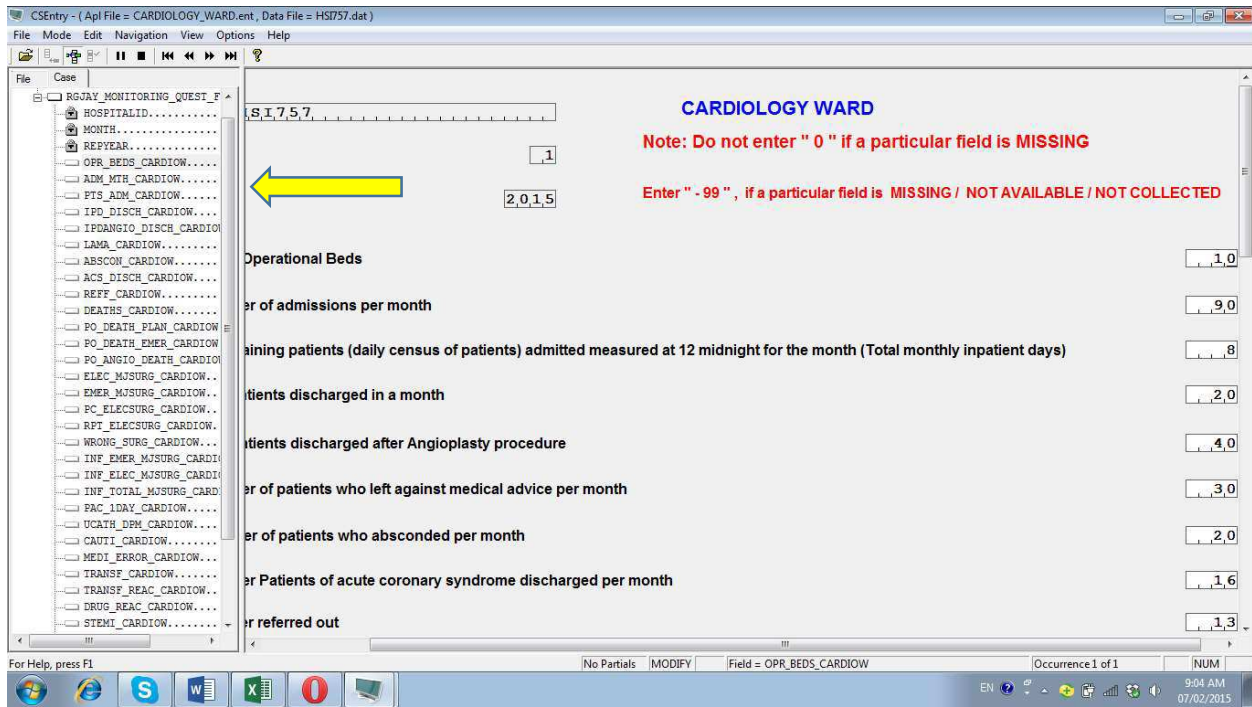 CSEntry - ( Apl File = CARDIOLOGY_WARD.ent , Data File = HSI757.dat )
File Mode Edit Navigation View Options Help
File Case
RGJAY_MONITORING_QUEST_F
HOSPITALID...........
MONTH................
REPYEAR..............
OPR_BEDS_CARDIOW.....
ADM_MTH_CARDIOW......
PTS_ADM_CARDIOW......
IPD_DISCH_CARDIOW....
IPDANGIO_DISCH_CARDIO
LAMA_CARDIOW.........
ABSCON_CARDIOW.......
ACS_DISCH_CARDIOW....
REFF_CARDIOW.........
DEATHS_CARDIOW.......
PO_DEATH_PLAN_CARDIOW
PO_DEATH_EMER_CARDIOW
PO_ANGIO_DEATH_CARDIO
ELEC_MJSURG_CARDIOW..
EMER_MJSURG_CARDIOW..
PC_ELECSURG_CARDIOW..
RPT_ELECSURG_CARDIOW.
WRONG_SURG_CARDIOW...
INF_EMER_MJSURG_CARDI
INF_ELEC_MJSURG_CARDI
INF_TOTAL_MJSURG_CARD
PAC_1DAY_CARDIOW.....
UCATH_DPM_CARDIOW....
CAUTI_CARDIOW........
MEDI_ERROR_CARDIOW...
TRANSF_CARDIOW.......
TRANSF_REAC_CARDIOW..
DRUG_REAC_CARDIOW....
STEMI_CARDIOW........
SI757
CARDIOLOGY WARD
Note: Do not enter " 0 " if a particular field is MISSING
1
2015
Enter " - 99 " , if a particular field is MISSING / NOT AVAILABLE / NOT COLLECTED
Operational Beds 10
er of admissions per month 90
aining patients (daily census of patients) admitted measured at 12 midnight for the month (Total monthly inpatient days) 8
tients discharged in a month 20
tients discharged after Angioplasty procedure 40
er of patients who left against medical advice per month 30
er of patients who absconded per month 20
er Patients of acute coronary syndrome discharged per month 16
er referred out 13
For Help, press F1 No Partials MODIFY Field = OPR_BEDS_CARDIOW Occurrence 1 of 1 NUM
EN 9:04 AM
07/02/2015